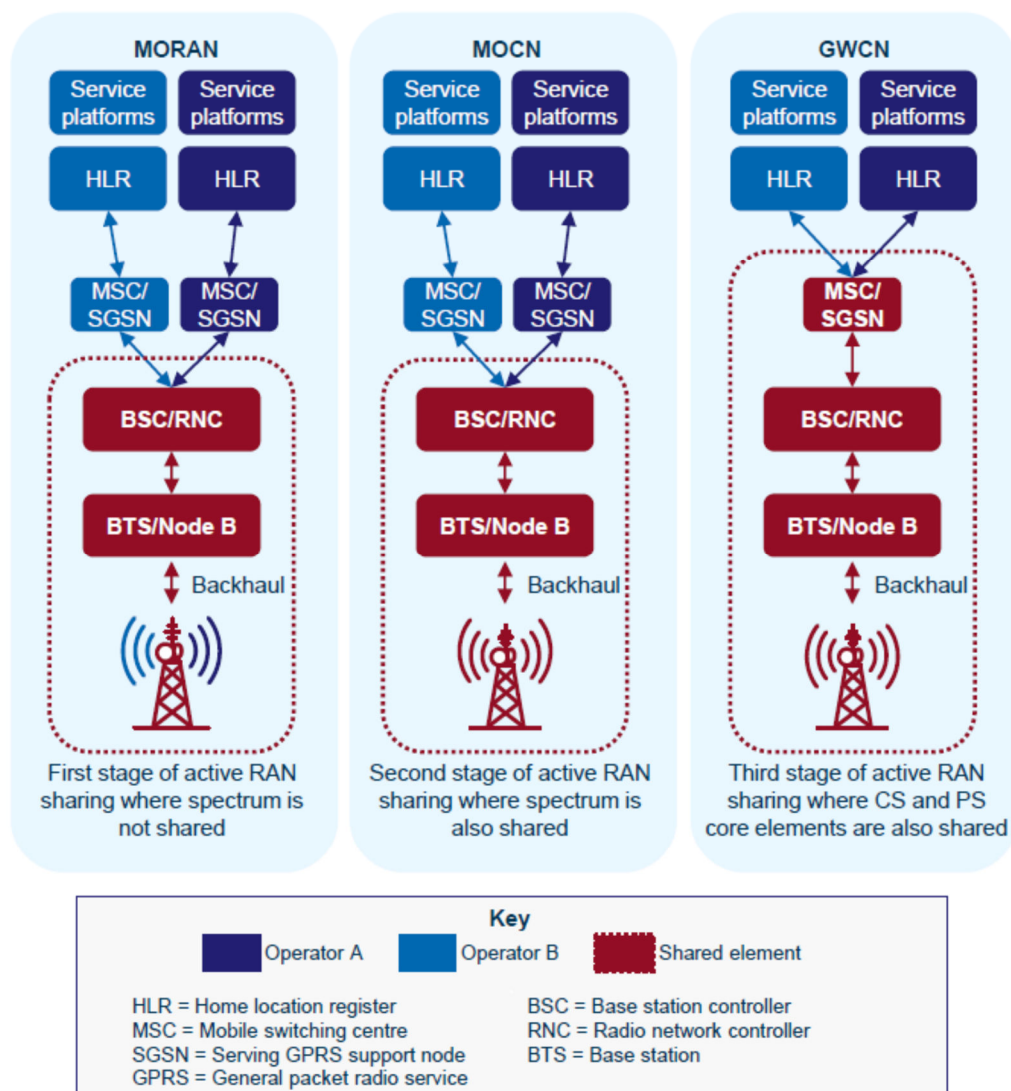 MORAN
Service platforms
Service platforms
HLR
HLR
MSC/
SGSN
MSC/
SGSN
BSC/RNC
BTS/Node B
Backhaul
First stage of active RAN
sharing where spectrum is
not shared
MOCN
Service platforms
Service platforms
HLR
HLR
MSC/
SGSN
MSC/
SGSN
BSC/RNC
BTS/Node B
Backhaul
Second stage of active RAN
sharing where spectrum is
also shared
GWCN
Service platforms
Service platforms
HLR
HLR
MSC/
SGSN
BSC/RNC
BTS/Node B
Backhaul
Third stage of active RAN
sharing where CS and PS
core elements are also shared
Key
Operator A
Operator B
Shared element
HLR = Home location register
MSC = Mobile switching centre
SGSN = Serving GPRS support node
GPRS = General packet radio service
BSC = Base station controller
RNC = Radio network controller
BTS = Base station